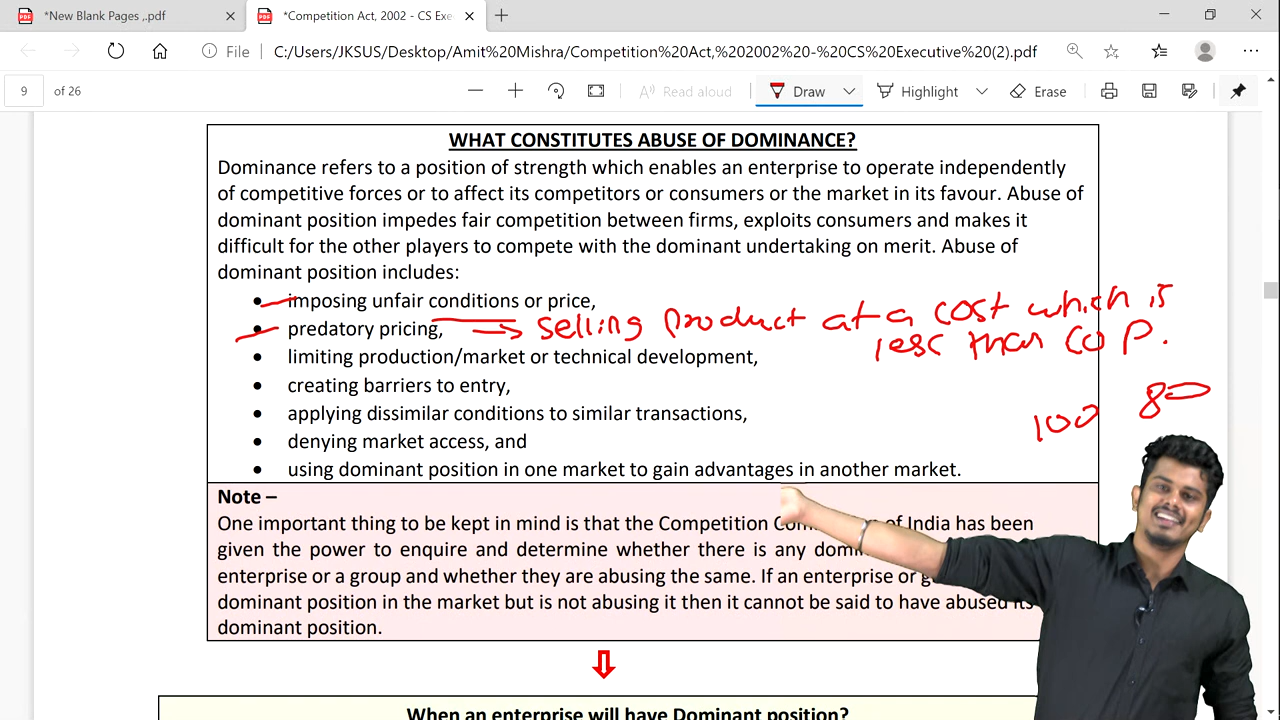 *New Blank Pages ,.pdf
*Competition Act, 2002 - CS Exe
File
C:/Users/JKSUS/Desktop/Amit%20Mishra/Competition%20Act,%202002%20-%20CS%20Executive%20(2).pdf
9 of 26
Read aloud
Draw
Highlight
Erase
WHAT CONSTITUTES ABUSE OF DOMINANCE?
Dominance refers to a position of strength which enables an enterprise to operate independently
of competitive forces or to affect its competitors or consumers or the market in its favour. Abuse of
dominant position impedes fair competition between firms, exploits consumers and makes it
difficult for the other players to compete with the dominant undertaking on merit. Abuse of
dominant position includes:
• imposing unfair conditions or price,
• predatory pricing, → selling product at a cost which is
less than COP.
• limiting production/market or technical development,
• creating barriers to entry,
• applying dissimilar conditions to similar transactions,
100 80
• denying market access, and
• using dominant position in one market to gain advantages in another market.
Note –
One important thing to be kept in mind is that the Competition of India has been
given the power to enquire and determine whether there is any
enterprise or a group and whether they are abusing the same. If an enterprise or
dominant position in the market but is not abusing it then it cannot be said to have abused its
dominant position.
When an enterprise will have Dominant position?